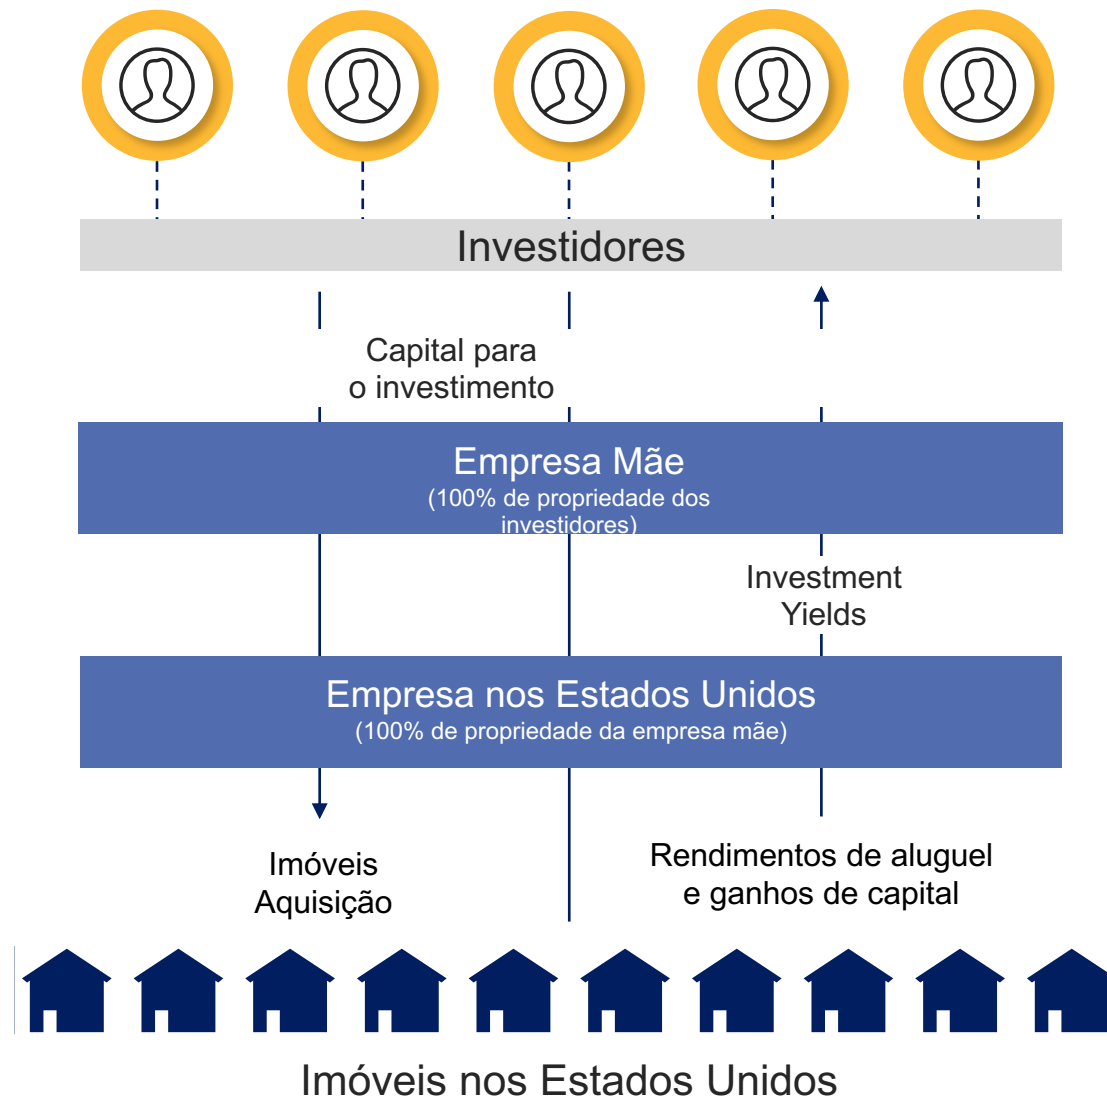 Investidores
Capital para
o investimento
Empresa Mãe
(100% de propriedade dos
investidores)
Investment
Yields
Empresa nos Estados Unidos
(100% de propriedade da empresa mãe)
Imóveis
Aquisição
Rendimentos de aluguel
e ganhos de capital
Imóveis nos Estados Unidos